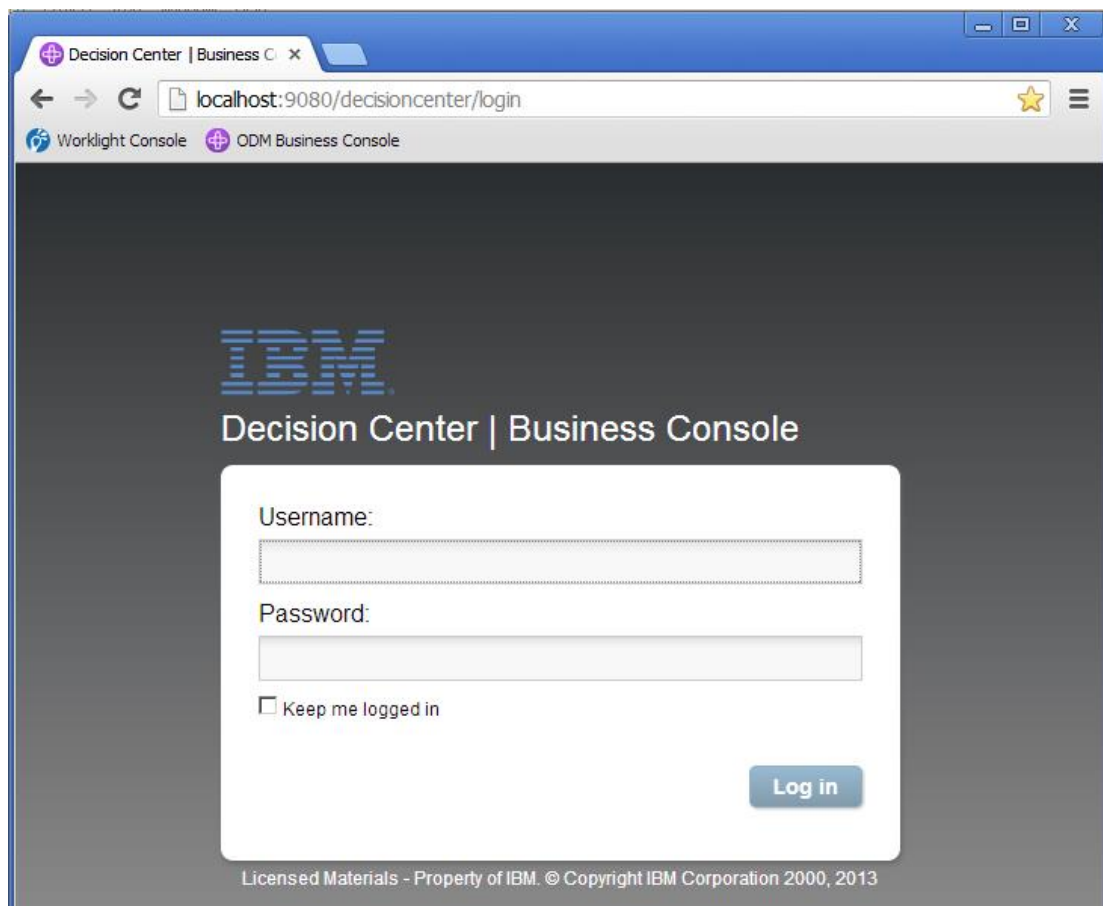 Decision Center | Business C
localhost:9080/decisioncenter/login
Worklight Console ODM Business Console
IBM.
Decision Center | Business Console
Username:
Password:
Keep me logged in
Log in
Licensed Materials - Property of IBM. © Copyright IBM Corporation 2000, 2013